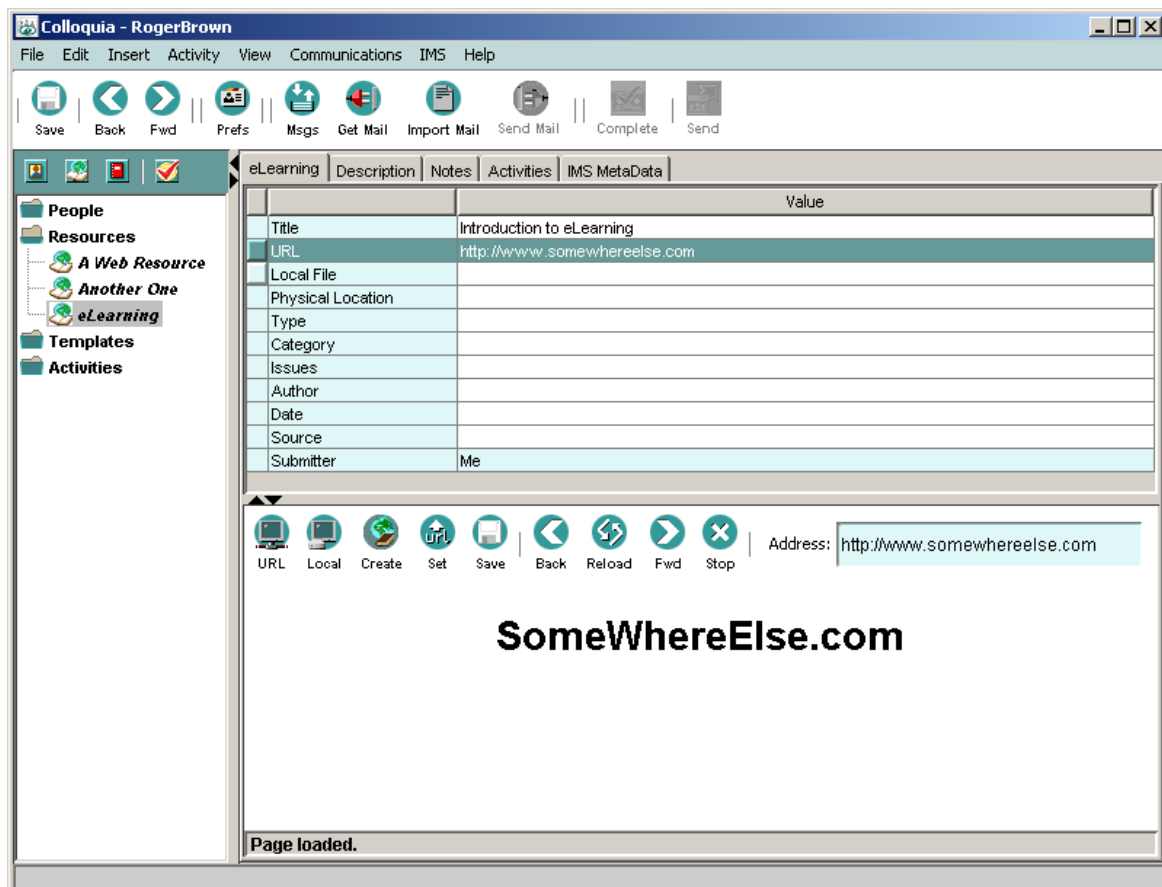 Colloquia - RogerBrown
File Edit Insert Activity View Communications IMS Help
Save Back Fwd Prefs Msgs Get Mail Import Mail Send Mail Complete Send
eLearning Description Notes Activities IMS MetaData
People
Resources
A Web Resource
Another One
eLearning
Templates
Activities
Value
Title Introduction to eLearning
URL http://www.somewhereelse.com
Local File
Physical Location
Type
Category
Issues
Author
Date
Source
Submitter Me
URL Local Create Set Save Back Reload Fwd Stop Address: http://www.somewhereelse.com
SomeWhereElse.com
Page loaded.